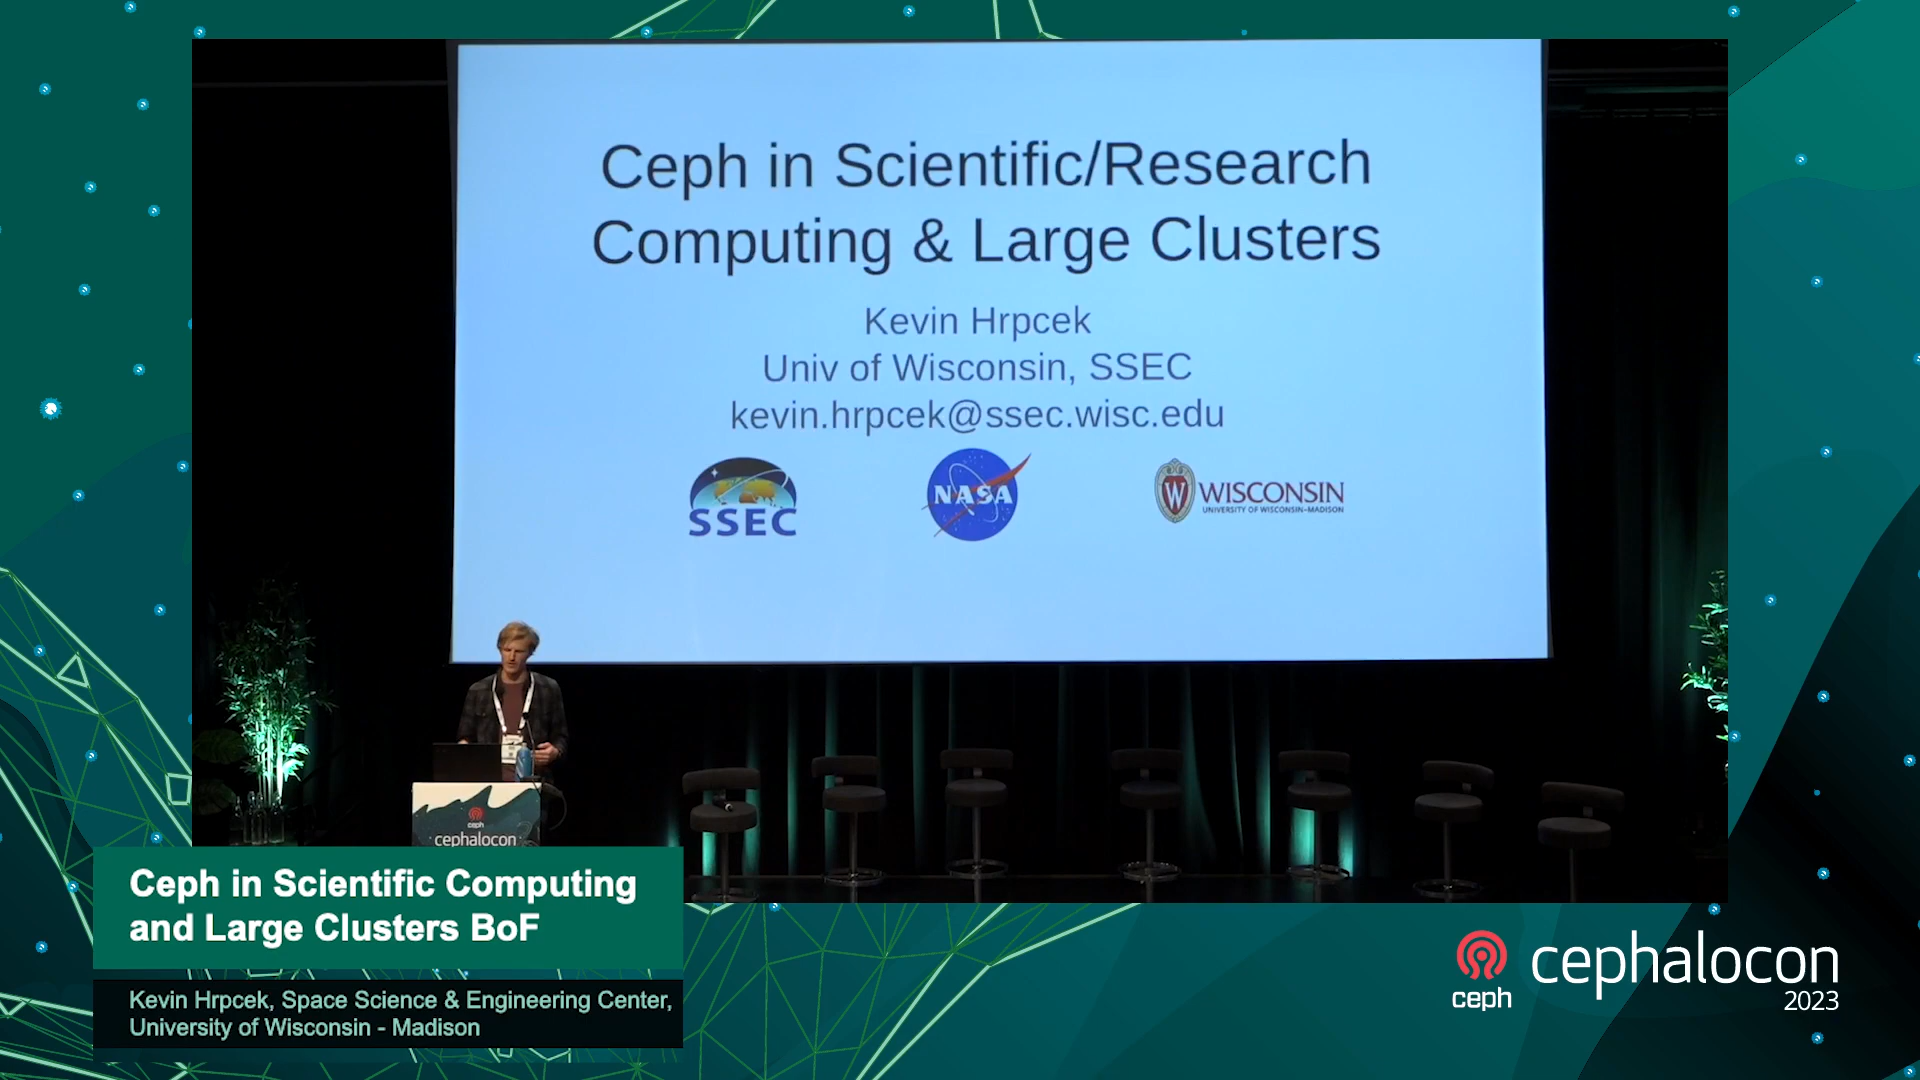 Ceph in Scientific/Research
Computing & Large Clusters
Kevin Hrpcek
Univ of Wisconsin, SSEC
kevin.hrpcek@ssec.wisc.edu
SSEC
NASA
W WISCONSIN
UNIVERSITY OF WISCONSIN–MADISON
ceph
cephalocon
Ceph in Scientific Computing
and Large Clusters BoF
Kevin Hrpcek, Space Science & Engineering Center,
University of Wisconsin - Madison
ceph
cephalocon
2023